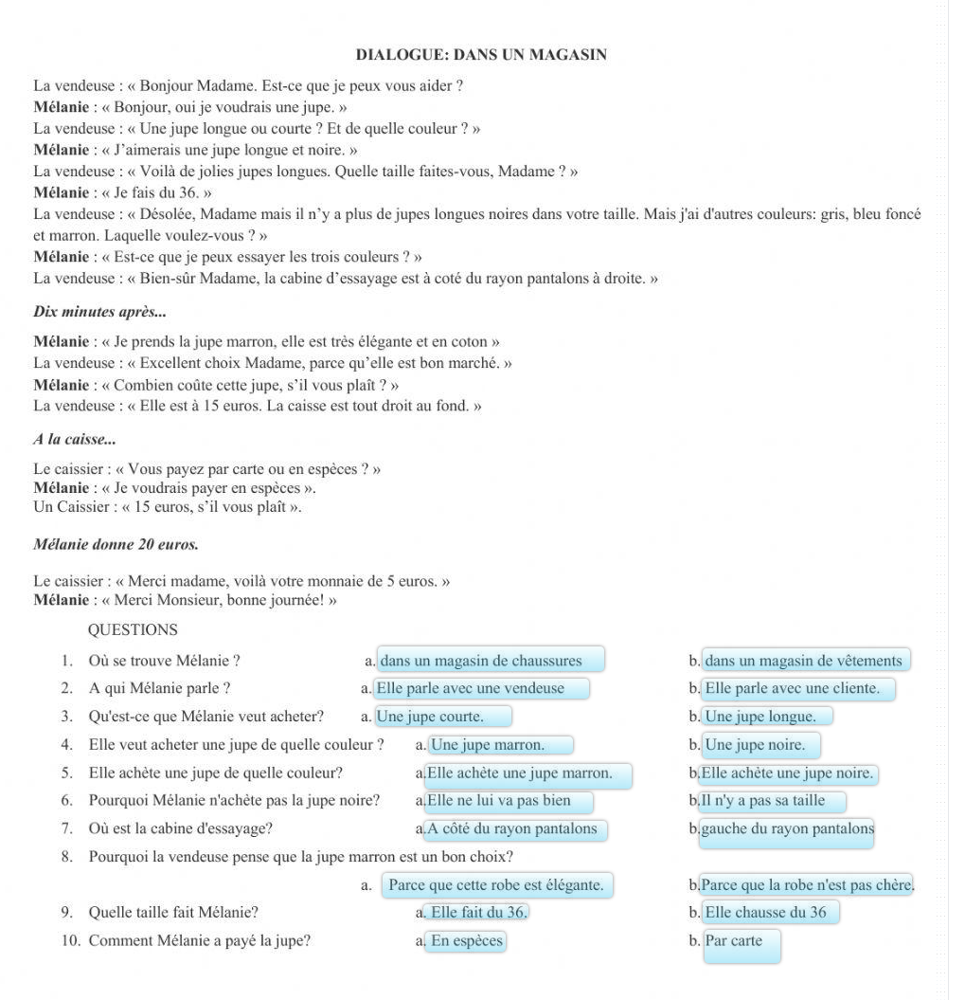 DIALOGUE: DANS UN MAGASIN
La vendeuse : « Bonjour Madame. Est-ce que je peux vous aider ?
Mélanie : « Bonjour, oui je voudrais une jupe. »
La vendeuse : « Une jupe longue ou courte ? Et de quelle couleur ? »
Mélanie : « J’aimerais une jupe longue et noire. »
La vendeuse : « Voilà de jolies jupes longues. Quelle taille faites-vous, Madame ? »
Mélanie : « Je fais du 36. »
La vendeuse : « Désolée, Madame mais il n’y a plus de jupes longues noires dans votre taille. Mais j'ai d'autres couleurs: gris, bleu foncé
et marron. Laquelle voulez-vous ? »
Mélanie : « Est-ce que je peux essayer les trois couleurs ? »
La vendeuse : « Bien-sûr Madame, la cabine d’essayage est à coté du rayon pantalons à droite. »
Dix minutes après...
Mélanie : « Je prends la jupe marron, elle est très élégante et en coton »
La vendeuse : « Excellent choix Madame, parce qu’elle est bon marché. »
Mélanie : « Combien coûte cette jupe, s’il vous plaît ? »
La vendeuse : « Elle est à 15 euros. La caisse est tout droit au fond. »
A la caisse...
Le caissier : « Vous payez par carte ou en espèces ? »
Mélanie : « Je voudrais payer en espèces ».
Un Caissier : « 15 euros, s’il vous plaît ».
Mélanie donne 20 euros.
Le caissier : « Merci madame, voilà votre monnaie de 5 euros. »
Mélanie : « Merci Monsieur, bonne journée! »
QUESTIONS
1. Où se trouve Mélanie ? a. dans un magasin de chaussures b. dans un magasin de vêtements
2. A qui Mélanie parle ? a. Elle parle avec une vendeuse b. Elle parle avec une cliente.
3. Qu'est-ce que Mélanie veut acheter? a. Une jupe courte. b. Une jupe longue.
4. Elle veut acheter une jupe de quelle couleur ? a. Une jupe marron. b. Une jupe noire.
5. Elle achète une jupe de quelle couleur? a. Elle achète une jupe marron. b. Elle achète une jupe noire.
6. Pourquoi Mélanie n'achète pas la jupe noire? a. Elle ne lui va pas bien b. Il n'y a pas sa taille
7. Où est la cabine d'essayage? a. A côté du rayon pantalons b. gauche du rayon pantalons
8. Pourquoi la vendeuse pense que la jupe marron est un bon choix?
a. Parce que cette robe est élégante. b. Parce que la robe n'est pas chère.
9. Quelle taille fait Mélanie? a. Elle fait du 36. b. Elle chausse du 36
10. Comment Mélanie a payé la jupe? a. En espèces b. Par carte